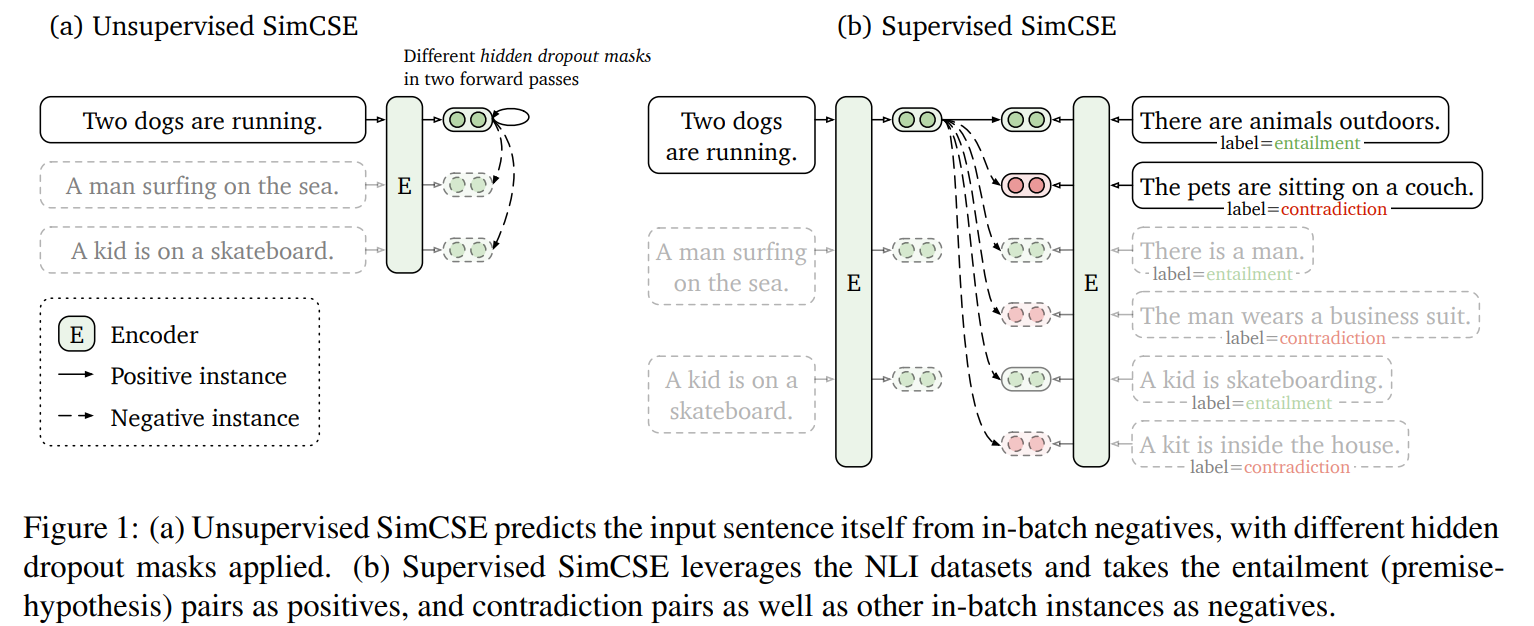 (a) Unsupervised SimCSE
Different hidden dropout masks
in two forward passes
Two dogs are running.
A man surfing on the sea.
A kid is on a skateboard.
E
E Encoder
Positive instance
Negative instance
(b) Supervised SimCSE
Two dogs
are running.
A man surfing
on the sea.
A kid is on a
skateboard.
E
E
There are animals outdoors.
label=entailment
The pets are sitting on a couch.
label=contradiction
There is a man.
label=entailment
The man wears a business suit.
label=contradiction
A kid is skateboarding.
label=entailment
A kit is inside the house.
label=contradiction
Figure 1: (a) Unsupervised SimCSE predicts the input sentence itself from in-batch negatives, with different hidden
dropout masks applied. (b) Supervised SimCSE leverages the NLI datasets and takes the entailment (premise-
hypothesis) pairs as positives, and contradiction pairs as well as other in-batch instances as negatives.